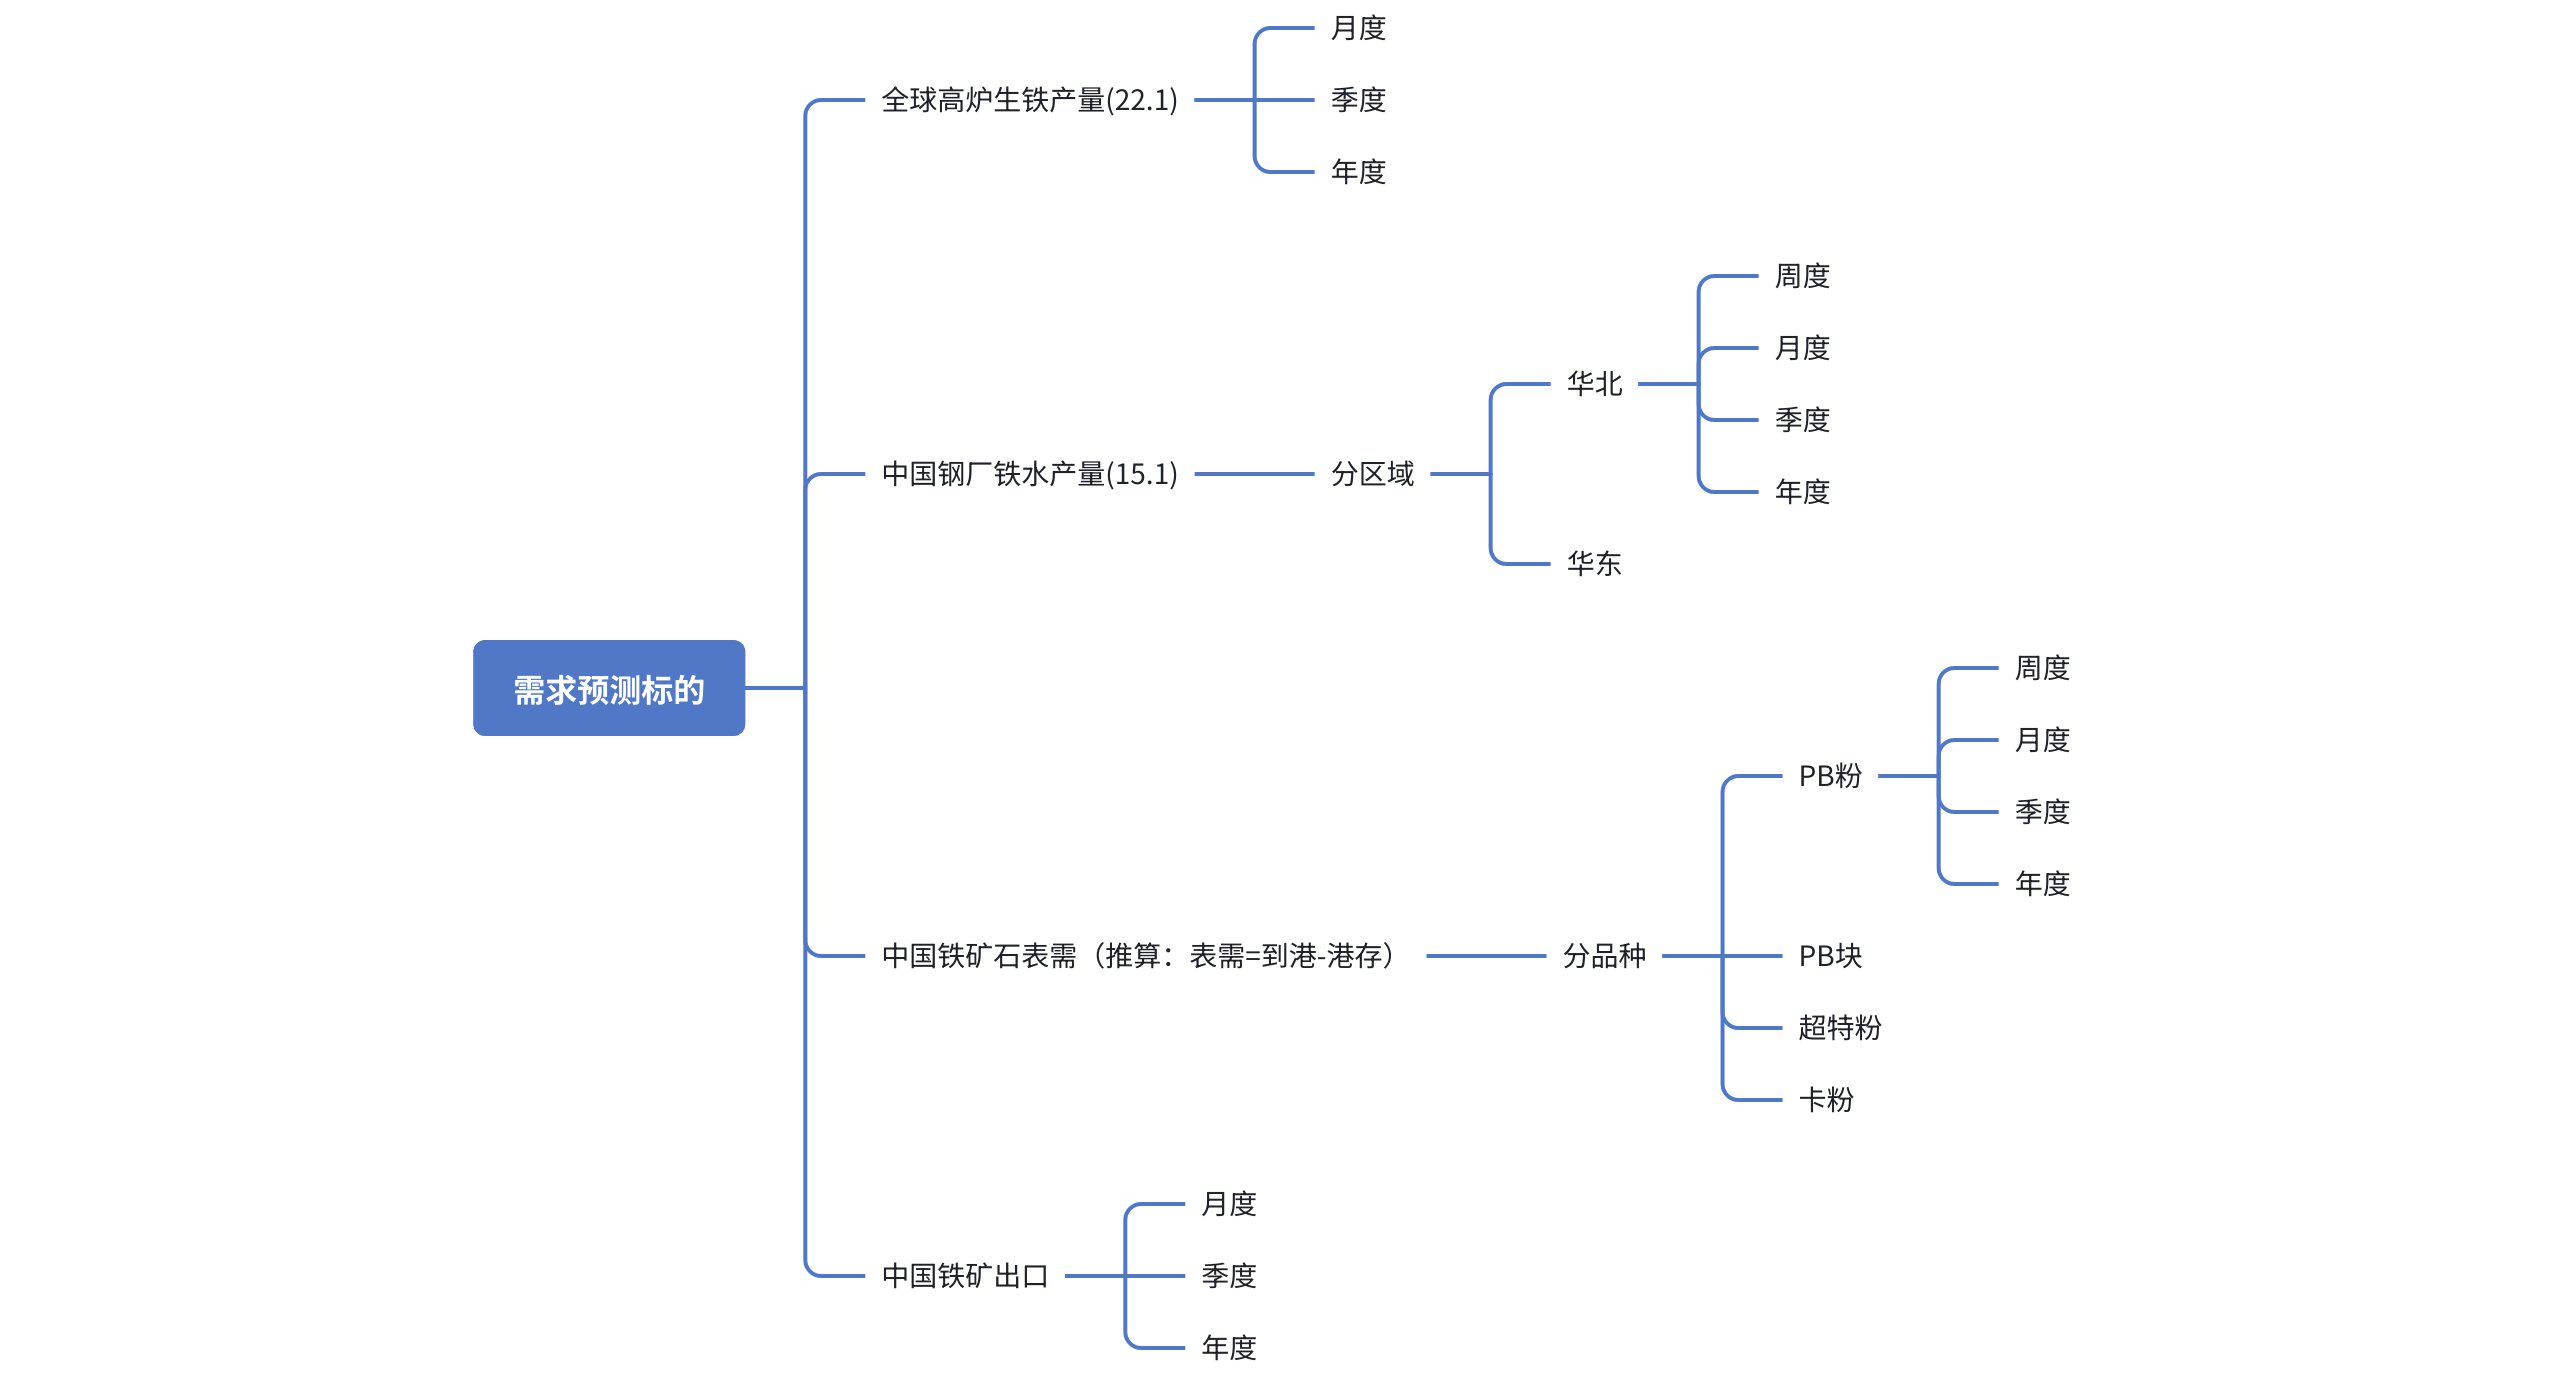 需求预测标的
全球高炉生铁产量(22.1)
月度
季度
年度
中国钢厂铁水产量(15.1)
分区域
华北
周度
月度
季度
年度
华东
中国铁矿石表需（推算：表需=到港-港存）
分品种
PB粉
周度
月度
季度
年度
PB块
超特粉
卡粉
中国铁矿出口
月度
季度
年度